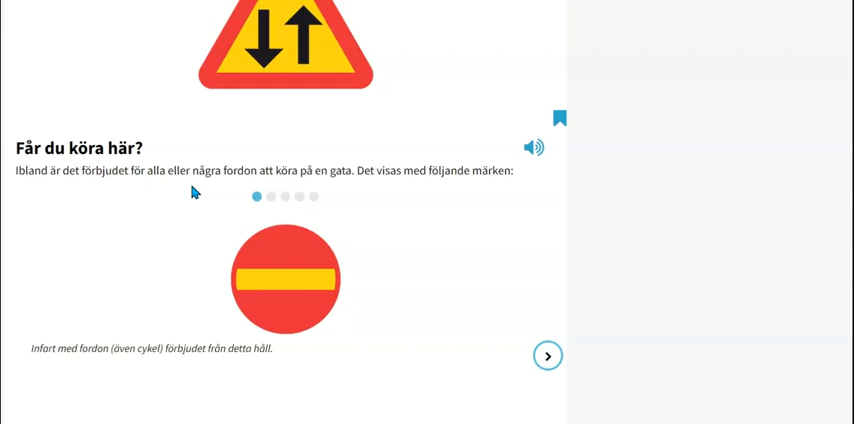 Får du köra här?
Ibland är det förbjudet för alla eller några fordon att köra på en gata. Det visas med följande märken:
Infart med fordon (även cykel) förbjudet från detta håll.